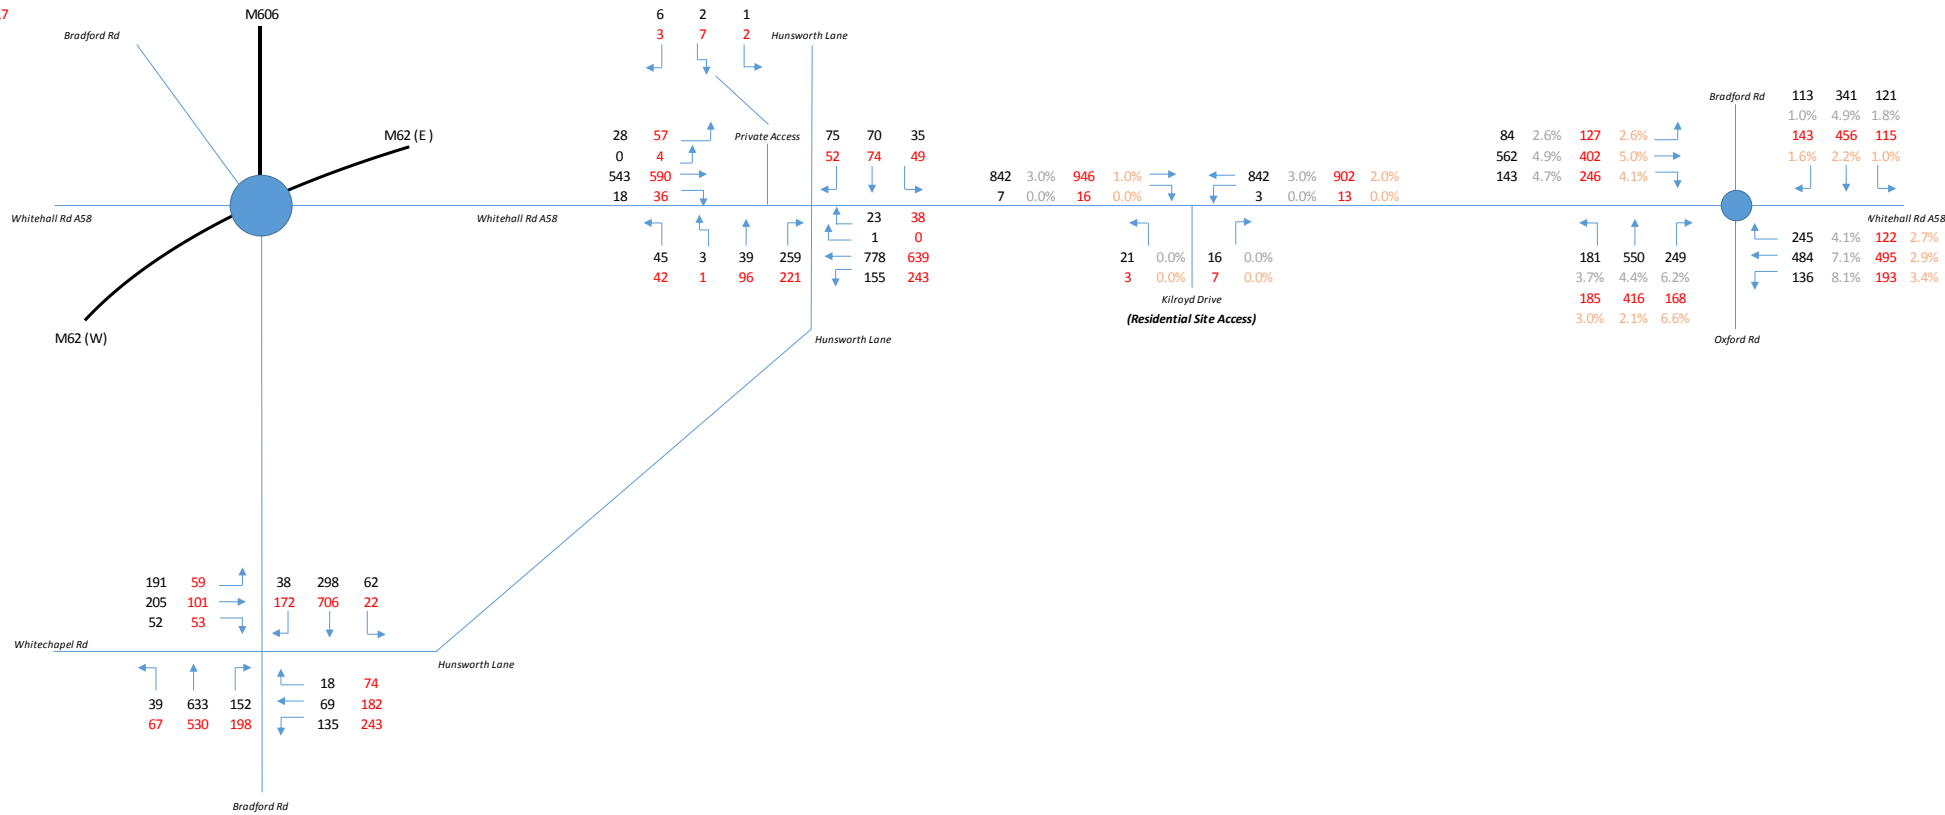 17
M606
6 2 1
Bradford Rd
3 7 2
Hunsworth Lane
Bradford Rd
113 341 121
1.0% 4.9% 1.8%
M62 (E )
28 57
Private Access
75 70 35
84 2.6% 127 2.6%
143 456 115
0 4
52 74 49
562 4.9% 402 5.0%
1.6% 2.2% 1.0%
543 590
842 3.0% 946 1.0%
842 3.0% 902 2.0%
143 4.7% 246 4.1%
18 36
7 0.0% 16 0.0%
3 0.0% 13 0.0%
Whitehall Rd A58
Whitehall Rd A58
23 38
Whitehall Rd A58
1 0
245 4.1% 122 2.7%
45 3 39 259
778 639
21 0.0% 16 0.0%
181 550 249
484 7.1% 495 2.9%
42 1 96 221
155 243
3 0.0% 7 0.0%
3.7% 4.4% 6.2%
136 8.1% 193 3.4%
Kilroyd Drive
185 416 168
(Residential Site Access)
3.0% 2.1% 6.6%
M62 (W)
Hunsworth Lane
Oxford Rd
191 59
38 298 62
205 101
172 706 22
52 53
Whitechapel Rd
Hunsworth Lane
18 74
39 633 152
69 182
67 530 198
135 243
Bradford Rd